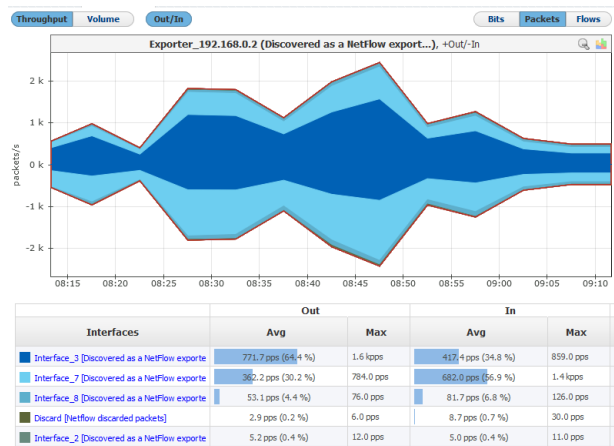 Throughput Volume Out/In Bits Packets Flows
Exporter_192.168.0.2 (Discovered as a NetFlow export...), +Out/-In
packets/s
2 k
1 k
0 k
-1 k
-2 k
08:15 08:20 08:25 08:30 08:35 08:40 08:45 08:50 08:55 09:00 09:05 09:10
Out In
Interfaces Avg Max Avg Max
Interface_3 [Discovered as a NetFlow exporte 771.7 pps (64.4 %) 1.6 kpps 417.4 pps (34.8 %) 859.0 pps
Interface_7 [Discovered as a NetFlow exporte 362.2 pps (30.2 %) 784.0 pps 682.0 pps (56.9 %) 1.4 kpps
Interface_8 [Discovered as a NetFlow exporte 53.1 pps (4.4 %) 76.0 pps 81.7 pps (6.8 %) 126.0 pps
Discard [Netflow discarded packets] 2.9 pps (0.2 %) 6.0 pps 8.7 pps (0.7 %) 30.0 pps
Interface_2 [Discovered as a NetFlow exporte 5.2 pps (0.4 %) 12.0 pps 5.0 pps (0.4 %) 11.0 pps